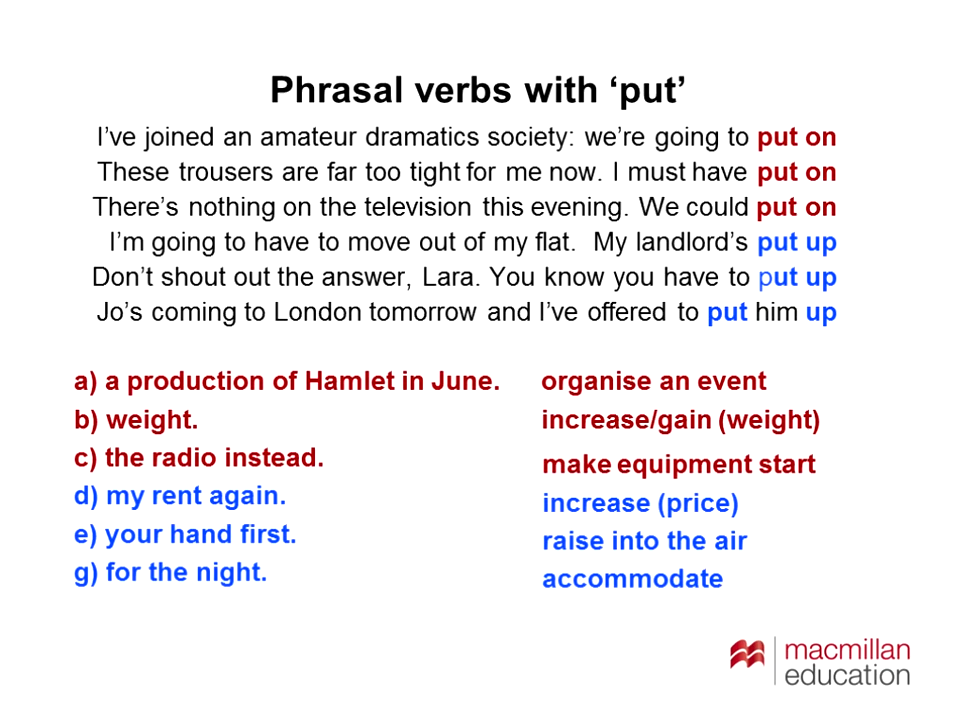 Phrasal verbs with ‘put’
I’ve joined an amateur dramatics society: we’re going to put on
These trousers are far too tight for me now. I must have put on
There’s nothing on the television this evening. We could put on
I’m going to have to move out of my flat. My landlord’s put up
Don’t shout out the answer, Lara. You know you have to put up
Jo’s coming to London tomorrow and I’ve offered to put him up
a) a production of Hamlet in June.
b) weight.
c) the radio instead.
d) my rent again.
e) your hand first.
g) for the night.
organise an event
increase/gain (weight)
make equipment start
increase (price)
raise into the air
accommodate
macmillan
education